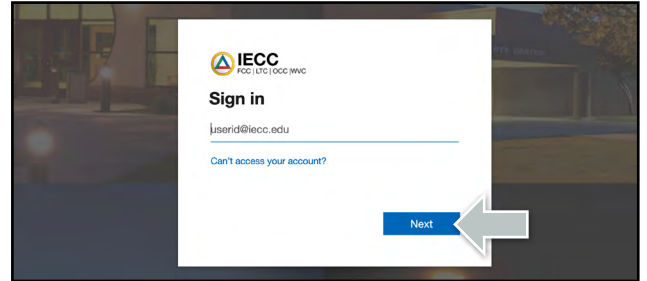 IECC
FCC | LTC | OCC |WVC
Sign in
userid@iecc.edu
Can't access your account?
Next